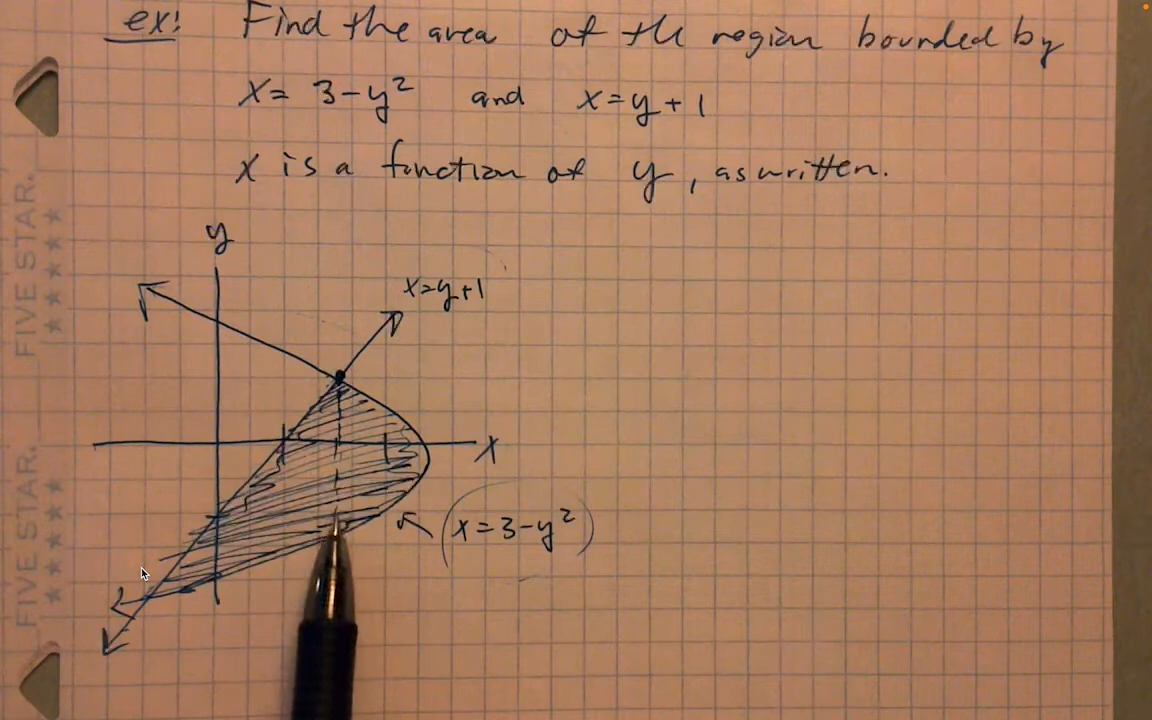 ex: Find the area of the region bounded by
x = 3-y² and x=y+1
x is a function of y, as written.
y
x=y+1
x
x=3-y²
FIVE STAR.
FIVE STAR.